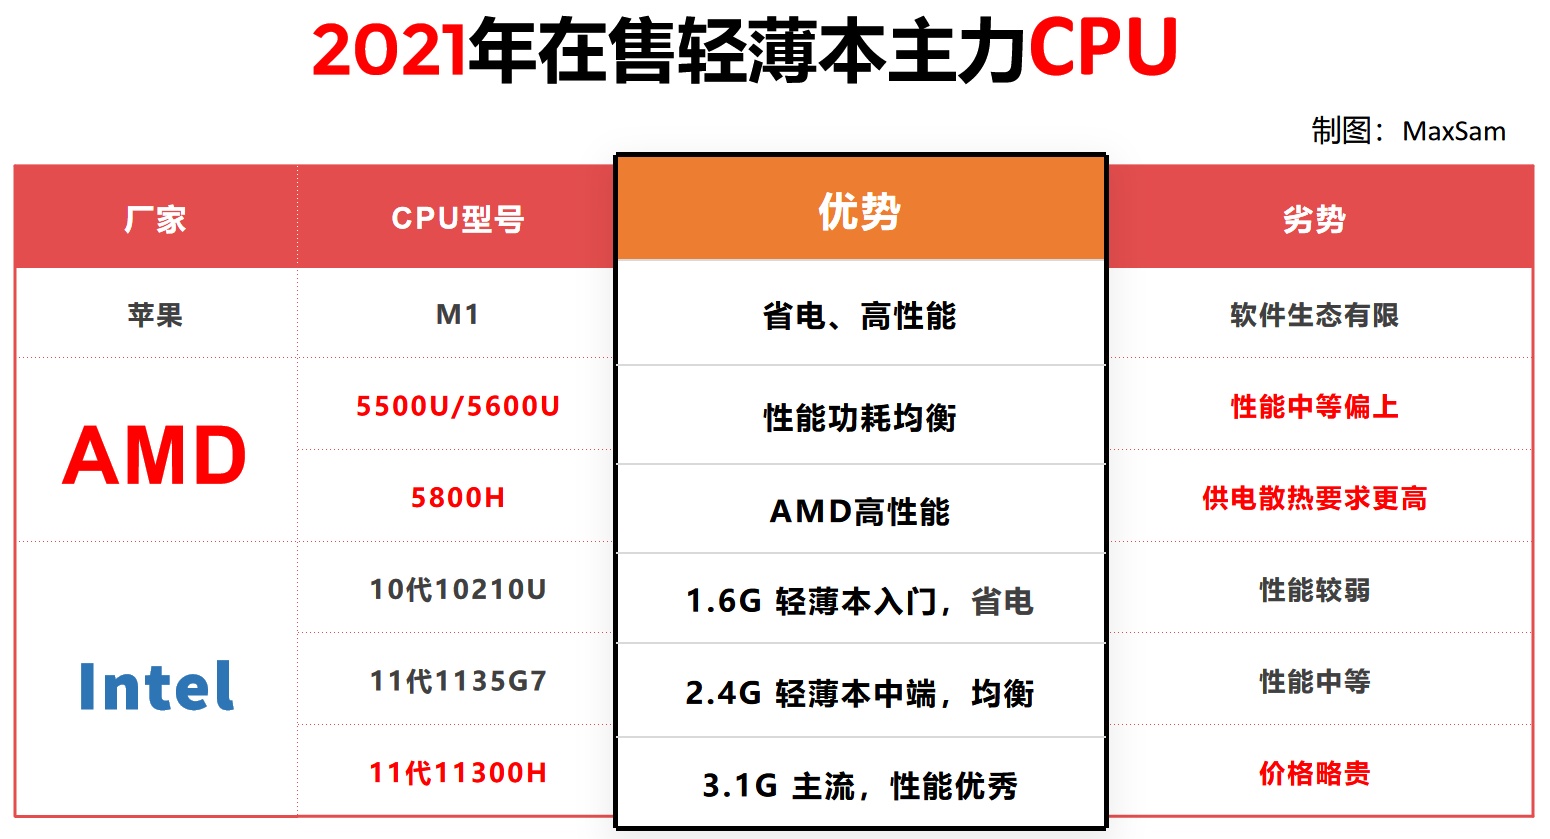 2021年在售轻薄本主力CPU
制图：MaxSam
厂家 CPU型号 优势 劣势
苹果 M1 省电、高性能 软件生态有限
AMD 5500U/5600U 性能功耗均衡 性能中等偏上
5800H AMD高性能 供电散热要求更高
Intel 10代10210U 1.6G 轻薄本入门，省电 性能较弱
11代1135G7 2.4G 轻薄本中端，均衡 性能中等
11代11300H 3.1G 主流，性能优秀 价格略贵